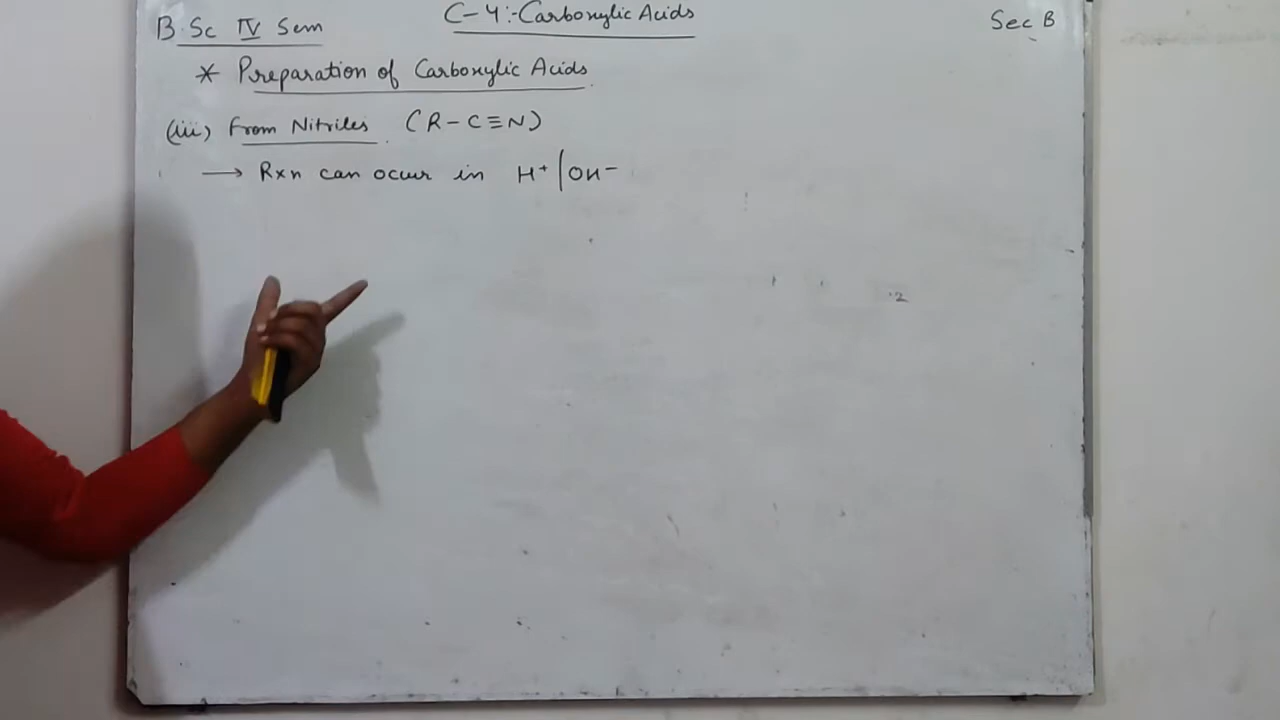 B.Sc IV Sem
C-4:-Carboxylic Acids
Sec B
* Preparation of Carboxylic Acids.
(iii) From Nitriles. (R-C≡N)
→ Rxn can occur in H⁺/OH⁻
2